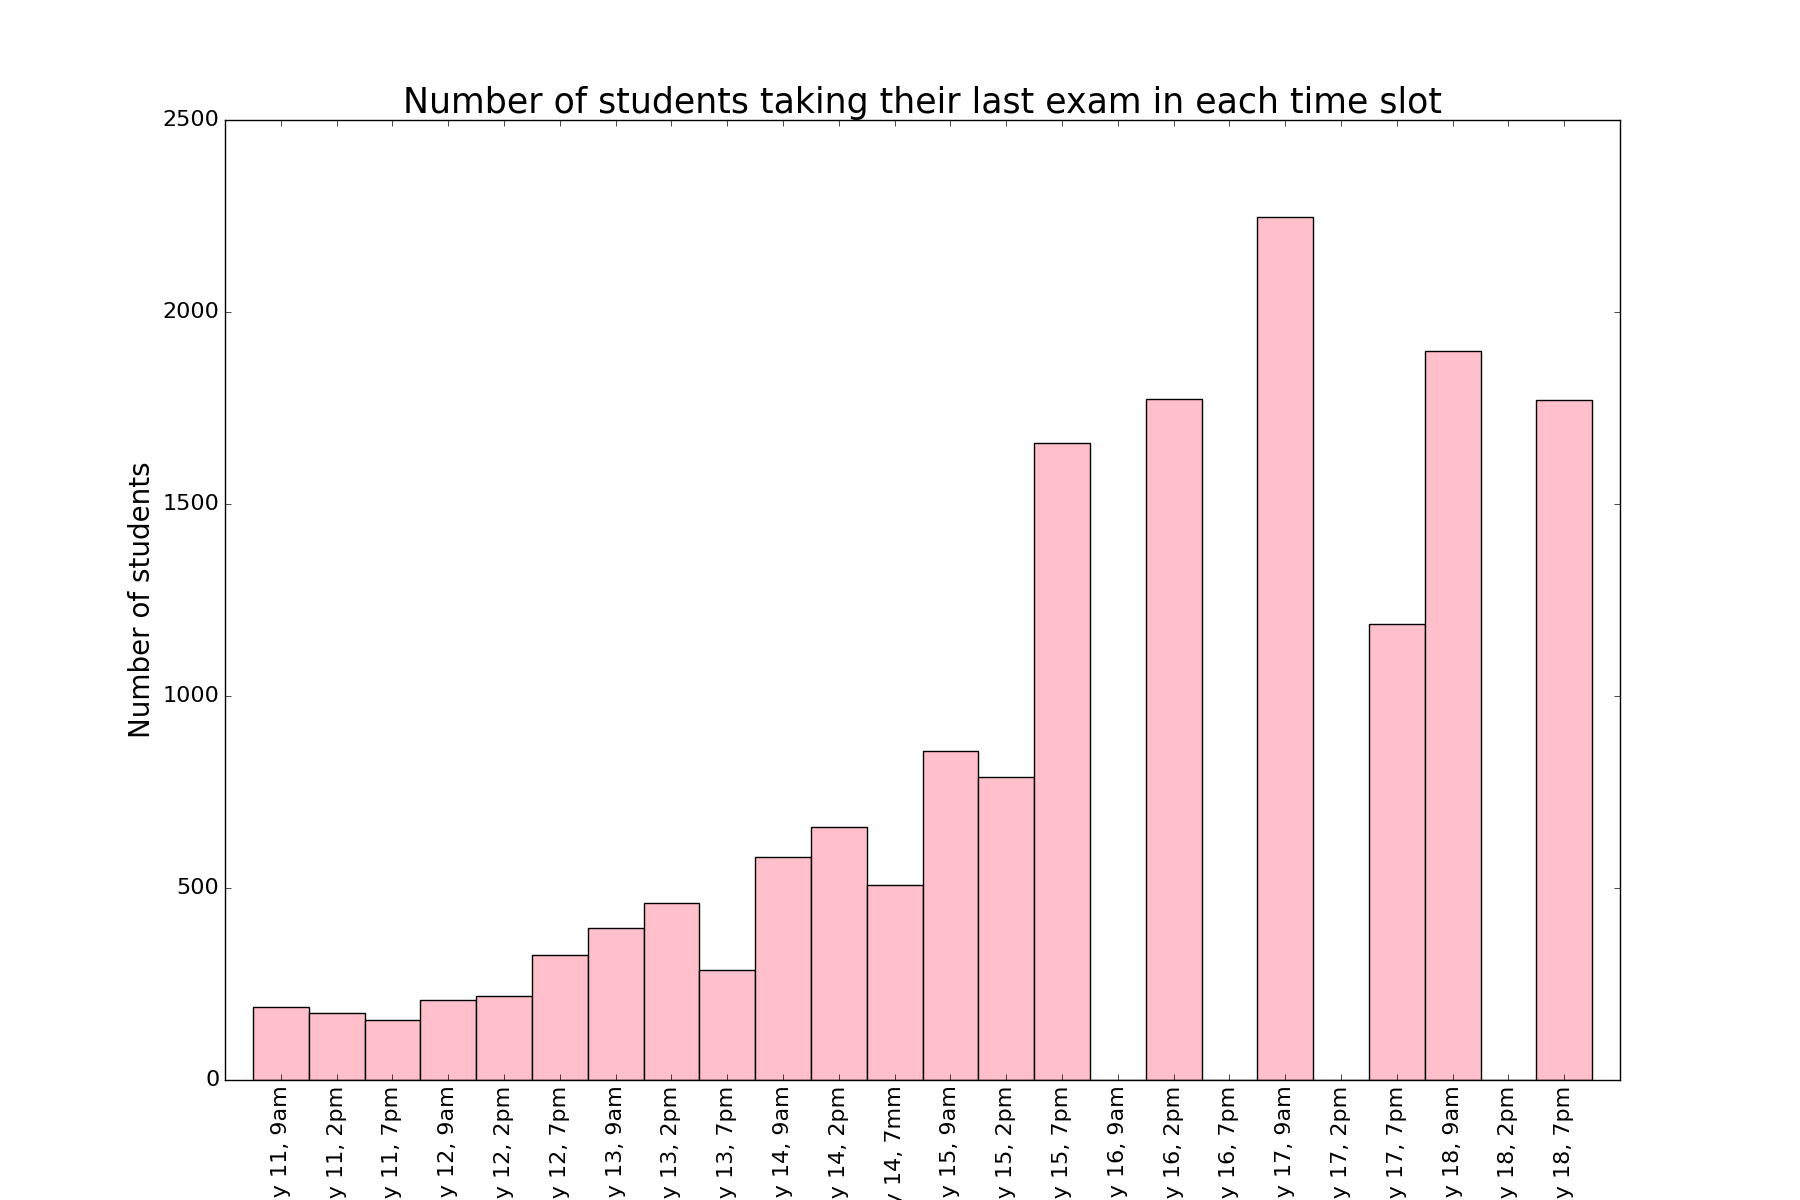 Number of students taking their last exam in each time slot
Number of students
2500
2000
1500
1000
500
0
y 11, 9am
y 11, 2pm
y 11, 7pm
y 12, 9am
y 12, 2pm
y 12, 7pm
y 13, 9am
y 13, 2pm
y 13, 7pm
y 14, 9am
y 14, 2pm
y 14, 7mm
y 15, 9am
y 15, 2pm
y 15, 7pm
y 16, 9am
y 16, 2pm
y 16, 7pm
y 17, 9am
y 17, 2pm
y 17, 7pm
y 18, 9am
y 18, 2pm
y 18, 7pm